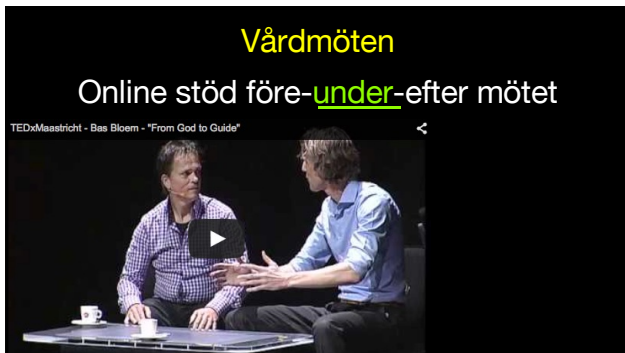 Vårdmöten
Online stöd före-under-efter mötet
TEDxMaastricht - Bas Bloem - "From God to Guide"